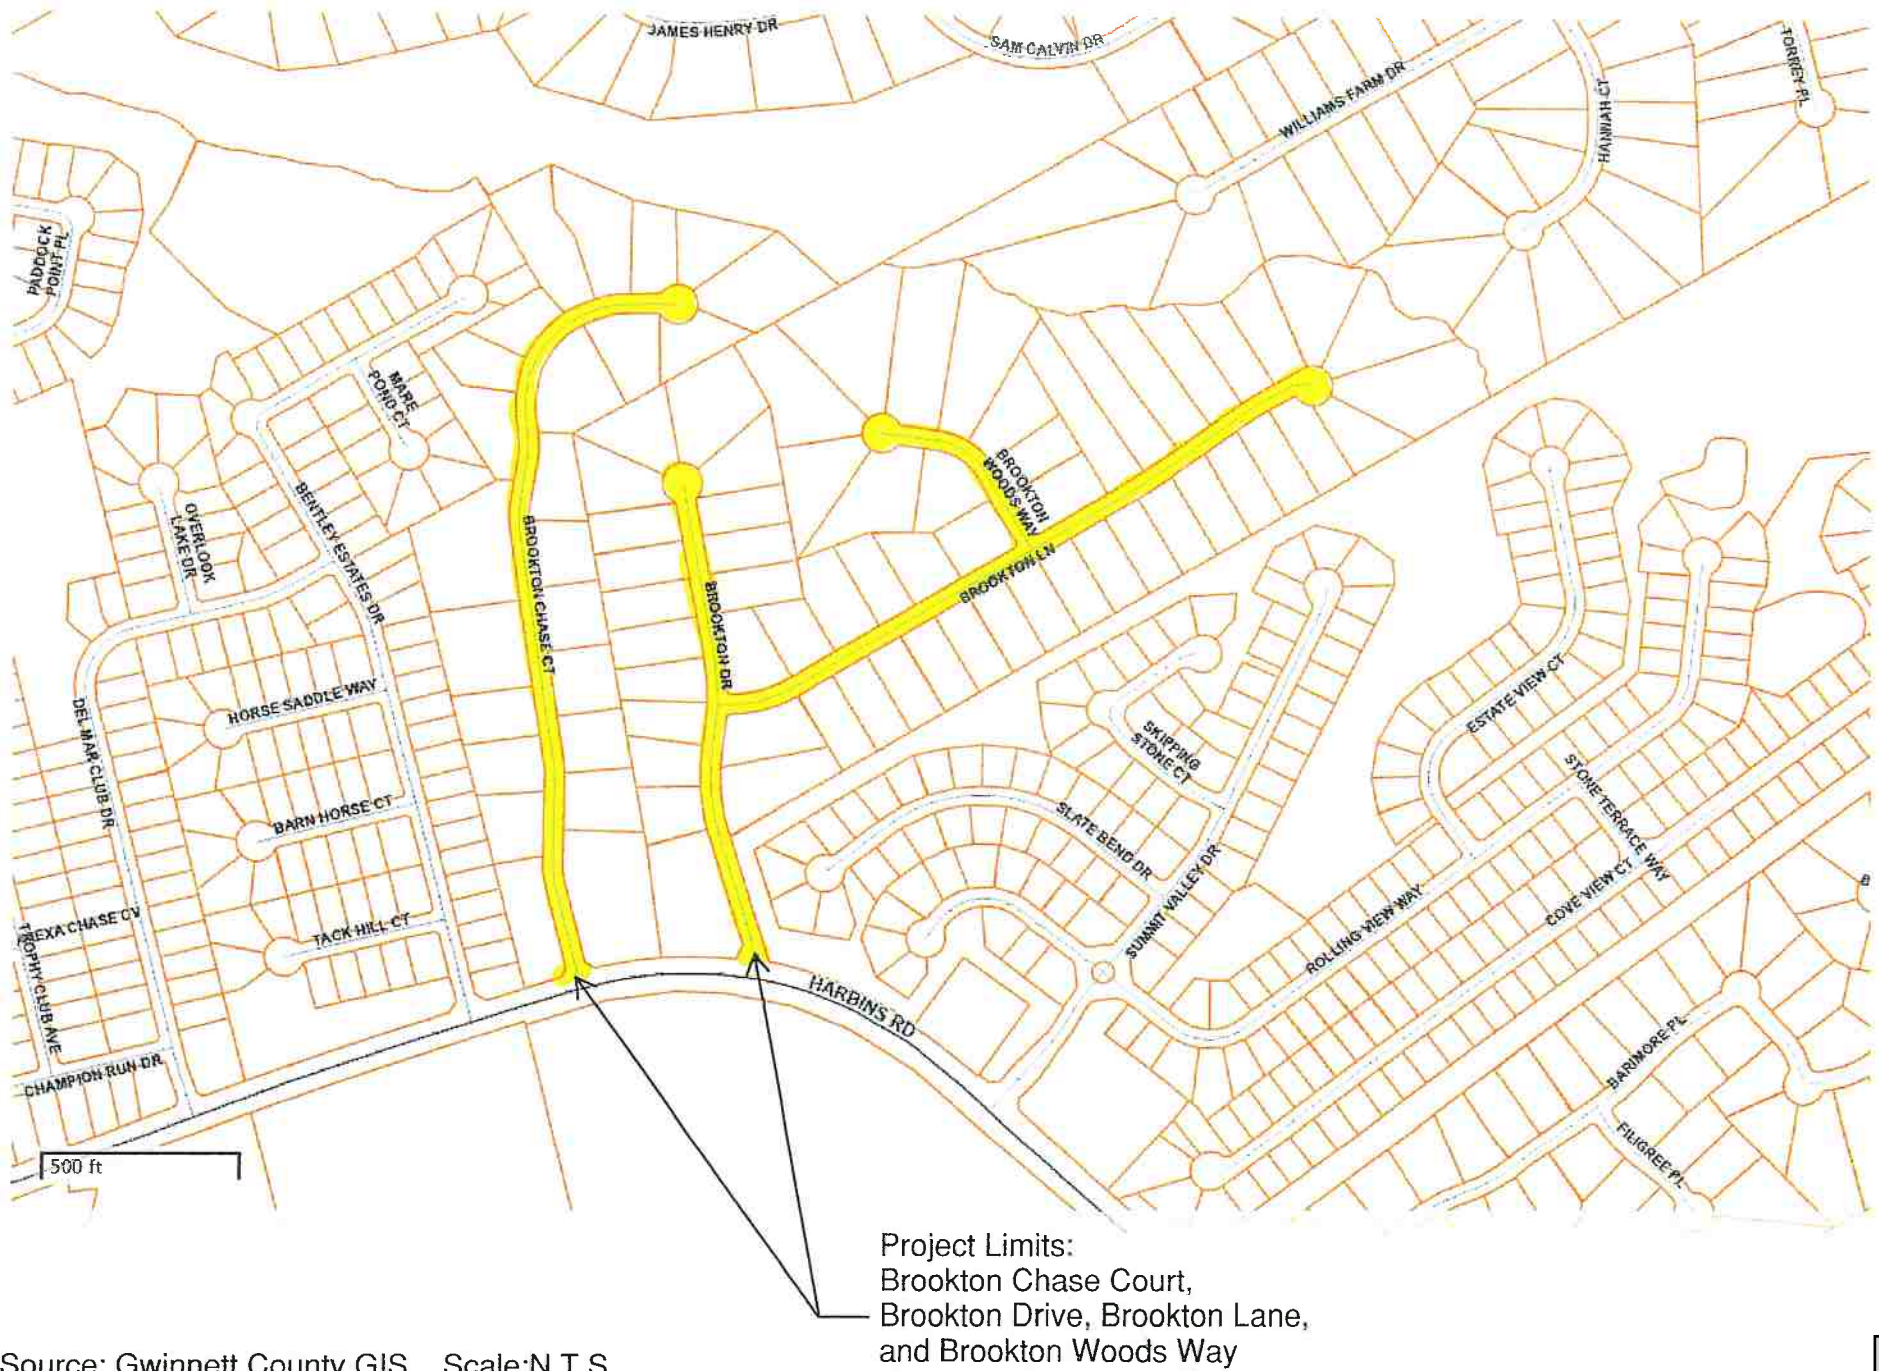 JAMES HENRY DR
SAM CALVIN DR
WILLIAMS FARM DR
HANNAH CT
TORREY PL
PADDOCK
POINT PL
MARE
POND CT
OVERLOOK
LAKE DR
BENTLEY ESTATES DR
BROOKTON
WOODS WAY
BROOKTON CHASE CT
BROOKTON DR
BROOKTON LN
HORSE SADDLE WAY
DEL MAR CLUB DR
BARN HORSE CT
TACK HILL CT
CHASE CV
TROPHY CLUB AVE
CHAMPION RUN DR
SKIPPING
STONE CT
SLATE BEND DR
SUMMIT VALLEY DR
ESTATE VIEW CT
STONE TERRACE WAY
ROLLING VIEW WAY
COVE VIEW CT
HARBINS RD
BARIMORE PL
FILIGREE PL
500 ft
Project Limits:
Brookton Chase Court,
Brookton Drive, Brookton Lane,
and Brookton Woods Way
Source: Gwinnett County GIS Scale:N.T.S.